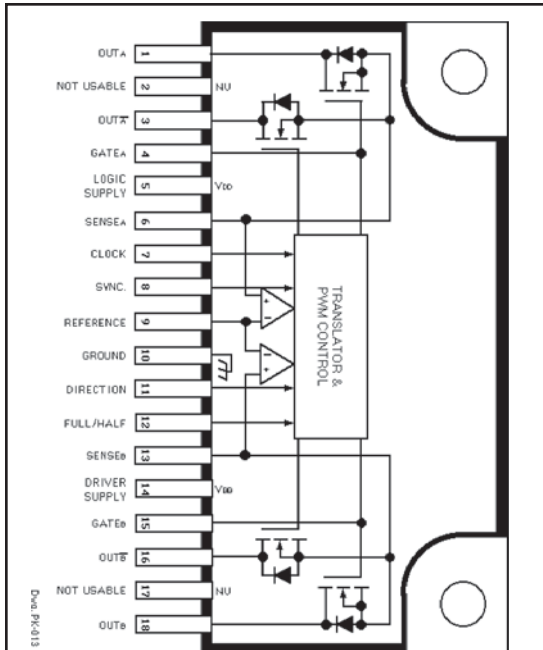 OUTA 1
NOT USABLE 2 NU
OUTA̅ 3
GATEA 4
LOGIC
SUPPLY 5 VDD
SENSEA 6
CLOCK 7
SYNC. 8
REFERENCE 9
GROUND 10
DIRECTION 11
FULL/HALF 12
SENSEB 13
DRIVER
SUPPLY 14 VBB
GATEB 15
OUTB̅ 16
NOT USABLE 17 NU
OUTB 18
+
–
–
+
TRANSLATOR &
PWM CONTROL
Dwg. PK-013